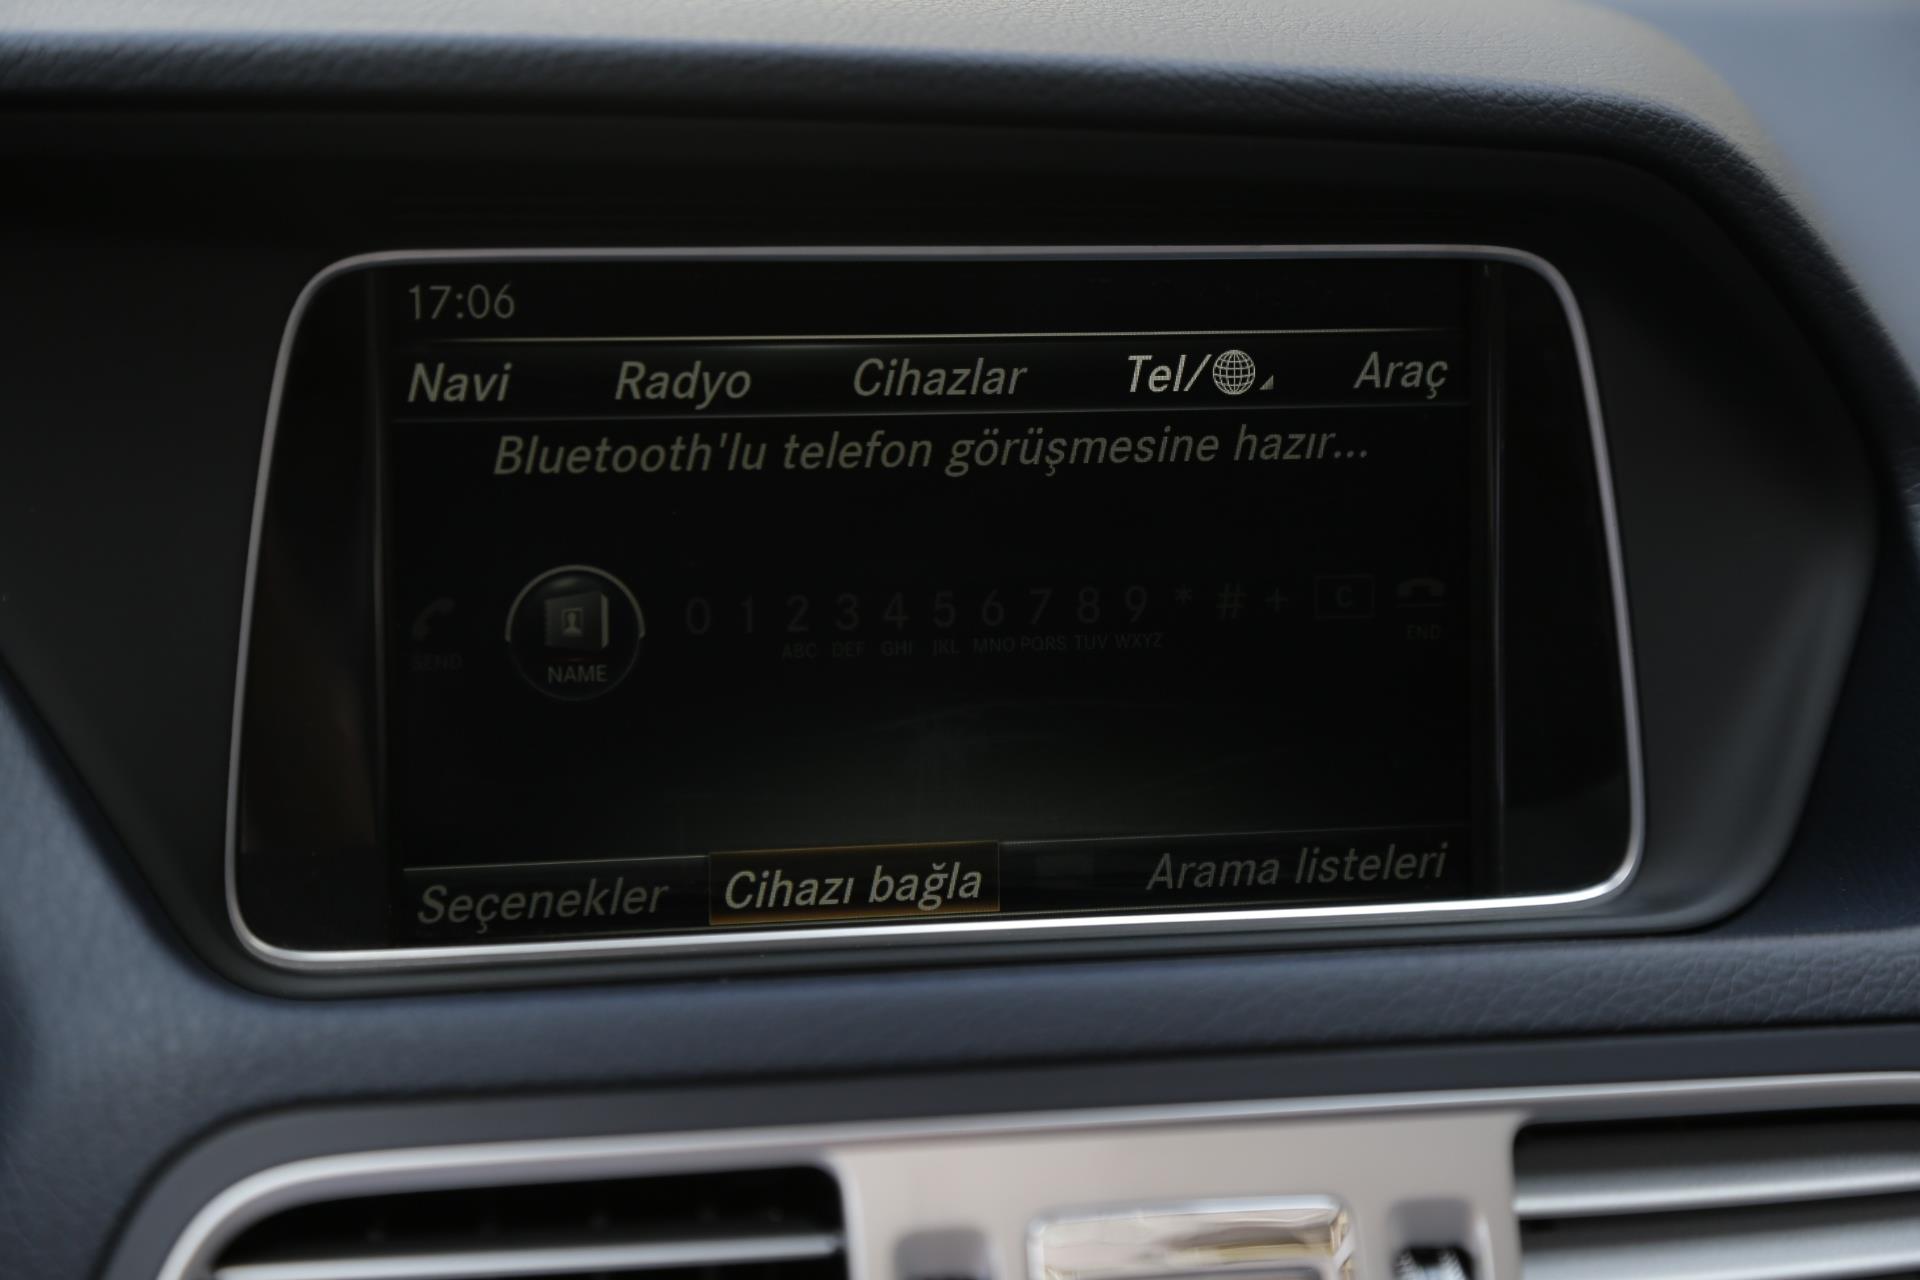 17:06
Navi Radyo Cihazlar Tel/ Araç
Bluetooth'lu telefon görüşmesine hazır...
0 1 2 3 4 5 6 7 8 9 * # + C
SEND NAME ABC DEF GHI JKL MNO PQRS TUV WXYZ END
Seçenekler Cihazı bağla Arama listeleri